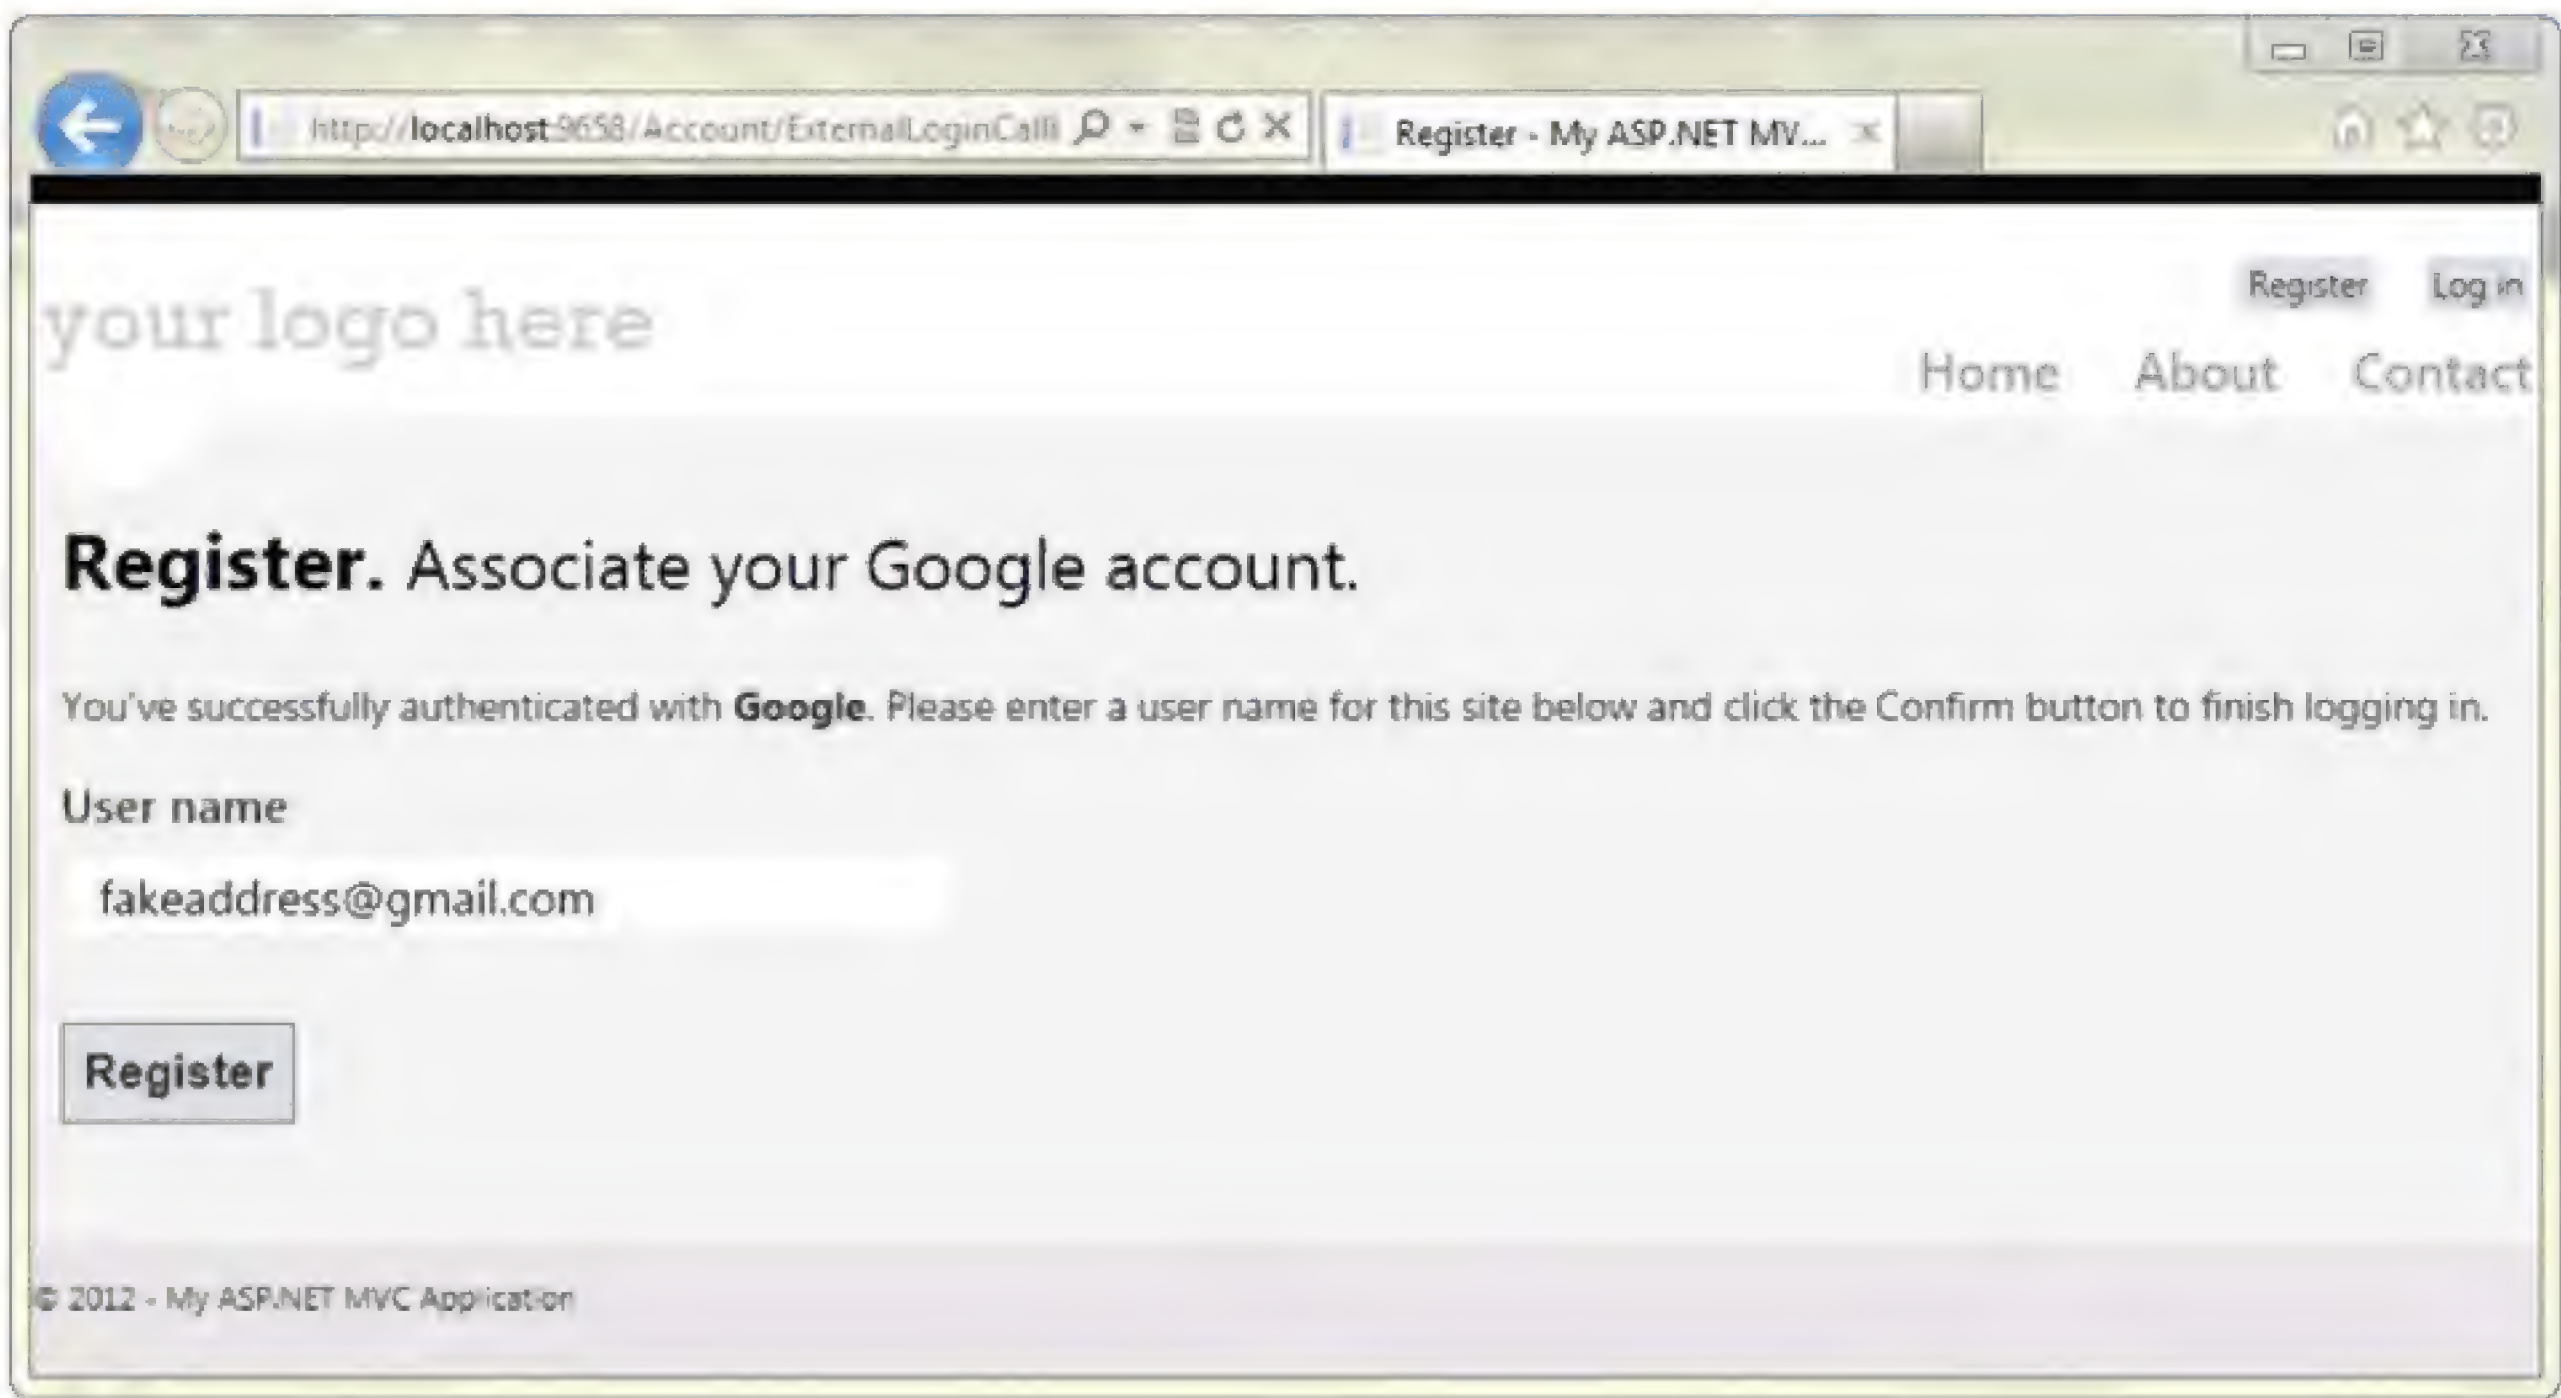 http://localhost:9658/Account/ExternalLoginCallb
Register - My ASP.NET MV...
Register Log in
your logo here
Home About Contact
Register. Associate your Google account.
You've successfully authenticated with Google. Please enter a user name for this site below and click the Confirm button to finish logging in.
User name
fakeaddress@gmail.com
Register
© 2012 - My ASP.NET MVC Application